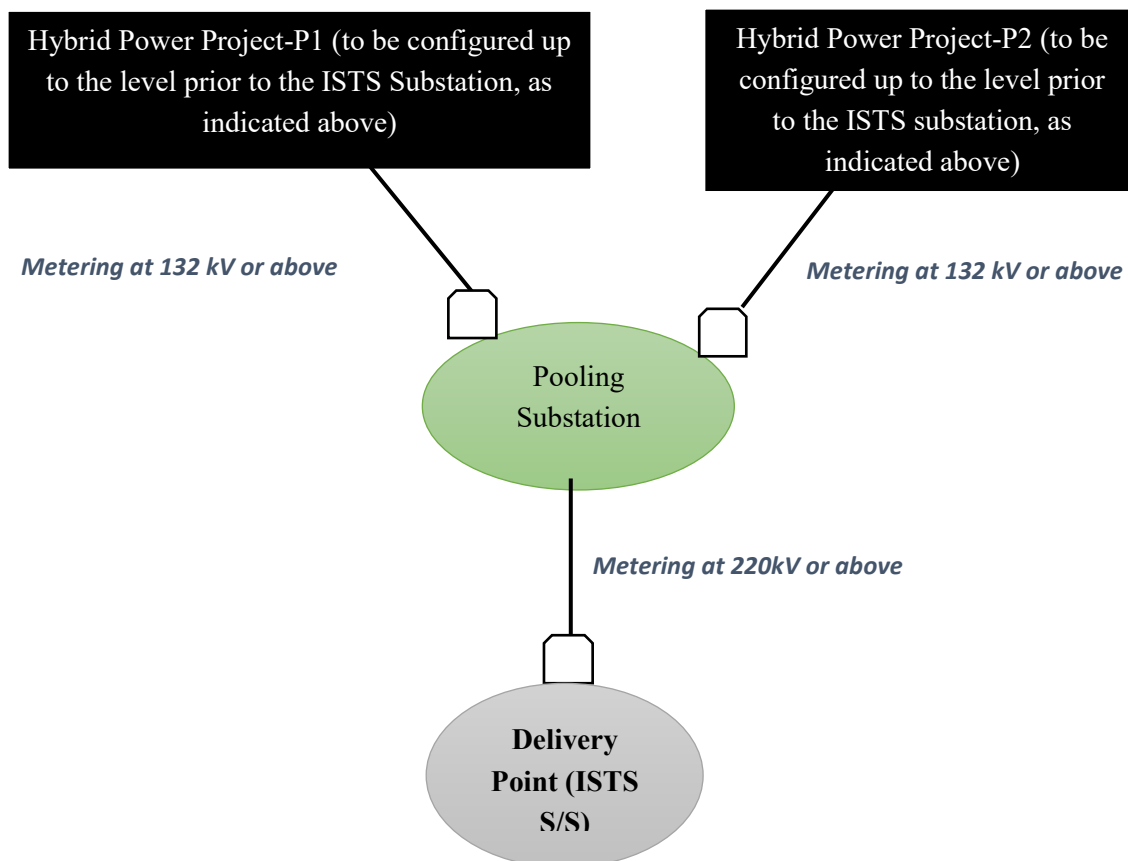 Hybrid Power Project-P1 (to be configured up
to the level prior to the ISTS Substation, as
indicated above)
Hybrid Power Project-P2 (to be
configured up to the level prior
to the ISTS substation, as
indicated above)
Metering at 132 kV or above
Metering at 132 kV or above
Pooling
Substation
Metering at 220kV or above
Delivery
Point (ISTS
S/S)